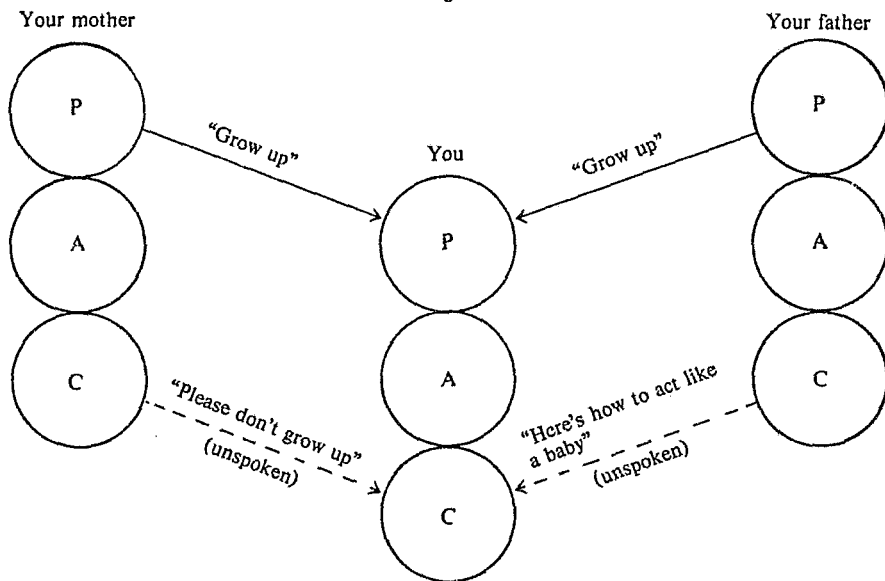 Your mother
Your father
P
P
"Grow up"
You
"Grow up"
P
A
A
C
A
C
"Please don't grow up"
(unspoken)
"Here's how to act like
a baby"
(unspoken)
C